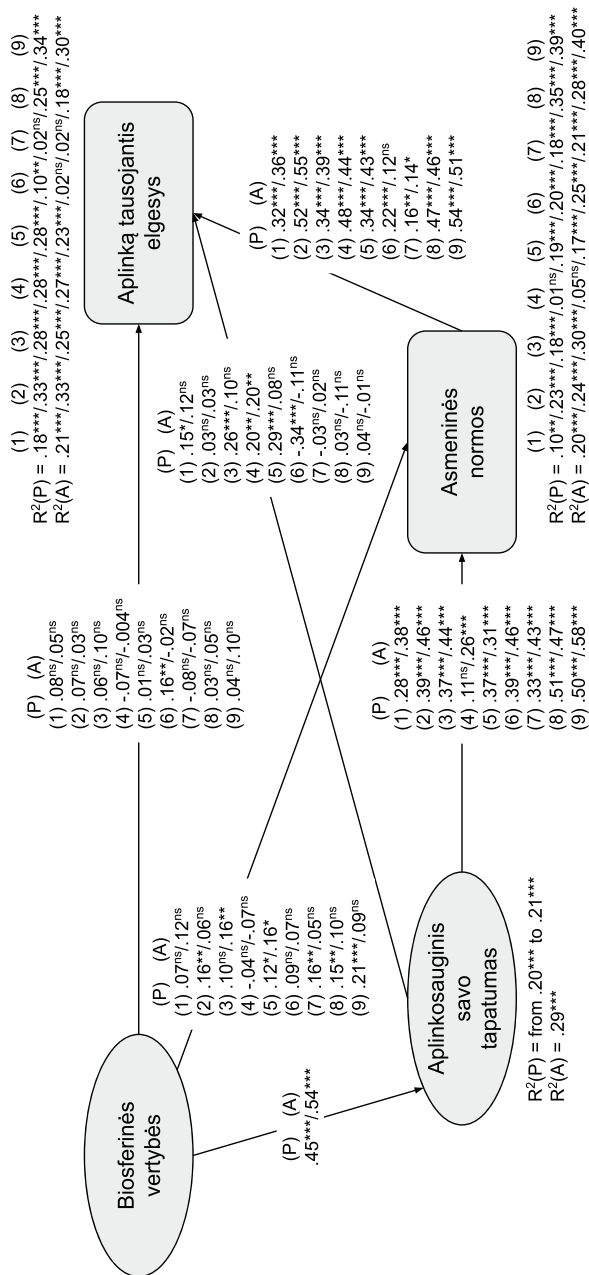 Biosferinės
vertybės
Aplinką tausojantis
elgesys
Aplinkosauginis
savo
tapatumas
Asmeninės
normos
(1) (2) (3) (4) (5) (6) (7) (8) (9)
R²(P) = .18***/.33***/.28***/.28***/.28***/.10**/.02ns/.25***/.34***
R²(A) = .21***/.33***/.25***/.27***/.23***/.02ns/.02ns/.18***/.30***
(P) (A)
(1) .08ns/.05ns
(2) .07ns/.03ns
(3) .06ns/.10ns
(4) -.07ns/-.004ns
(5) .01ns/.03ns
(6) .16**/-.02ns
(7) -.08ns/-.07ns
(8) .03ns/.05ns
(9) .04ns/.10ns
(P) (A)
(1) .07ns/.12ns
(2) .16**/.06ns
(3) .10ns/.16**
(4) -.04ns/-.07ns
(5) .12*/.16*
(6) .09ns/.07ns
(7) .16**/.05ns
(8) .15**/.10ns
(9) .21***/.09ns
(P) (A)
(1) .15*/.12ns
(2) .03ns/.03ns
(3) .26***/.10ns
(4) .20**/.20**
(5) .29***/.08ns
(6) -.34***/-.11ns
(7) -.03ns/.02ns
(8) .03ns/-.11ns
(9) .04ns/-.01ns
(P) (A)
(1) .32***/.36***
(2) .52***/.55***
(3) .34***/.39***
(4) .48***/.44***
(5) .34***/.43***
(6) .22***/.12ns
(7) .16**/.14*
(8) .47***/.46***
(9) .54***/.51***
(P) (A)
.45***/.54***
(P) (A)
(1) .28***/.38***
(2) .39***/.46***
(3) .37***/.44***
(4) .11ns/.26***
(5) .37***/.31***
(6) .39***/.46***
(7) .33***/.43***
(8) .51***/.47***
(9) .50***/.58***
R²(P) = from .20*** to .21***
R²(A) = .29***
(1) (2) (3) (4) (5) (6) (7) (8) (9)
R²(P) = .10**/.23***/.18***/.01ns/.19***/.20***/.18***/.35***/.39***
R²(A) = .20***/.24***/.30***/.05ns/.17***/.25***/.21***/.28***/.40***